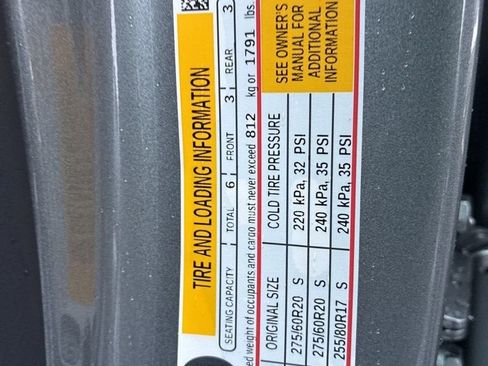 TIRE AND LOADING INFORMATION
SEATING CAPACITY TOTAL 6 FRONT 3 REAR 3
ed weight of occupants and cargo must never exceed 812 kg or 1791 lbs.
ORIGINAL SIZE COLD TIRE PRESSURE
275/60R20 S 220 kPa, 32 PSI
275/60R20 S 240 kPa, 35 PSI
255/80R17 S 240 kPa, 35 PSI
SEE OWNER'S
MANUAL FOR
ADDITIONAL
INFORMATION